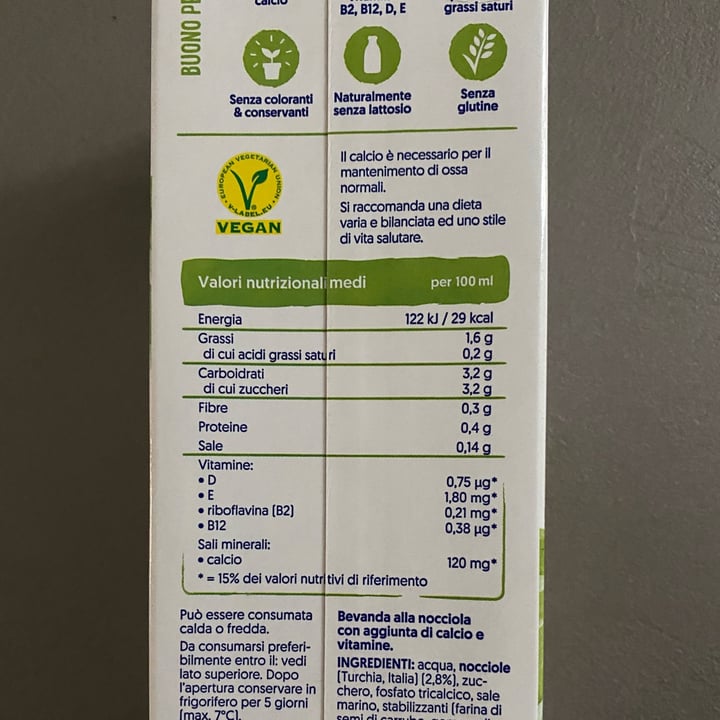 BUONO PE
calcio
B2, B12, D, E
grassi saturi
Senza coloranti
& conservanti
Naturalmente
senza lattosio
Senza
glutine
EUROPEAN VEGETARIAN UNION
V-LABEL.EU
VEGAN
Il calcio è necessario per il
mantenimento di ossa
normali.
Si raccomanda una dieta
varia e bilanciata ed uno stile
di vita salutare.
Valori nutrizionali medi per 100 ml
Energia 122 kJ / 29 kcal
Grassi 1,6 g
di cui acidi grassi saturi 0,2 g
Carboidrati 3,2 g
di cui zuccheri 3,2 g
Fibre 0,3 g
Proteine 0,4 g
Sale 0,14 g
Vitamine:
• D 0,75 µg*
• E 1,80 mg*
• riboflavina (B2) 0,21 mg*
• B12 0,38 µg*
Sali minerali:
• calcio 120 mg*
* = 15% dei valori nutritivi di riferimento
Può essere consumata
calda o fredda.
Da consumarsi preferi-
bilmente entro il: vedi
lato superiore. Dopo
l'apertura conservare in
frigorifero per 5 giorni
(max. 7°C).
Bevanda alla nocciola
con aggiunta di calcio e
vitamine.
INGREDIENTI: acqua, nocciole
(Turchia, Italia) (2,8%), zuc-
chero, fosfato tricalcico, sale
marino, stabilizzanti (farina di
semi di carrube,